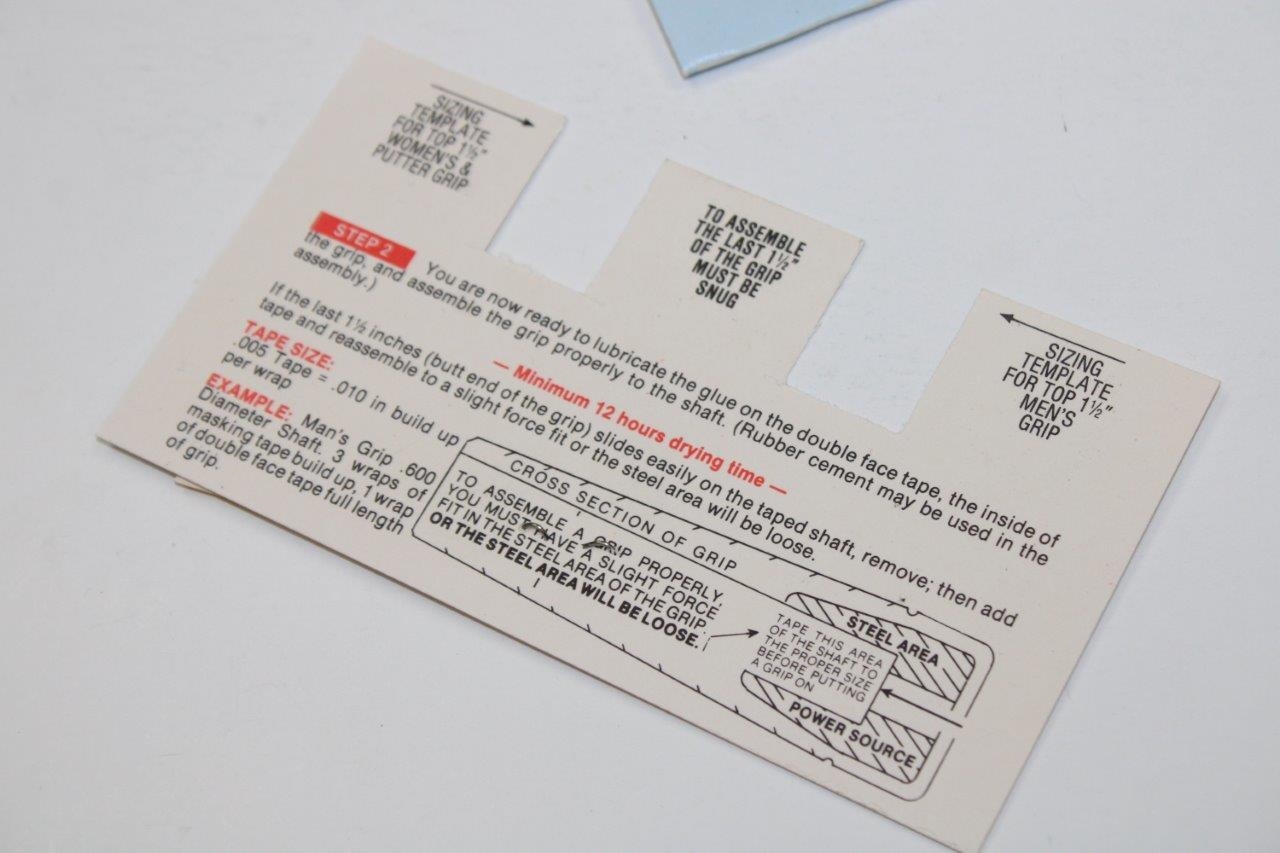 SIZING
TEMPLATE
FOR TOP 1½"
WOMEN'S &
PUTTER GRIP
TO ASSEMBLE
THE LAST 1½"
OF THE GRIP
MUST BE
SNUG
SIZING
TEMPLATE
FOR TOP 1½"
MEN'S
GRIP
STEP 2 You are now ready to lubricate the glue on the double face tape, the inside of
the grip, and assemble the grip properly to the shaft. (Rubber cement may be used in the
assembly.)
— Minimum 12 hours drying time —
If the last 1½ inches (butt end of the grip) slides easily on the taped shaft, remove; then add
tape and reassemble to a slight force fit or the steel area will be loose.
TAPE SIZE:
.005 Tape = .010 in build up
per wrap
EXAMPLE: Man's Grip .600
Diameter Shaft. 3 wraps of
masking tape build up, 1 wrap
of double face tape full length
of grip.
CROSS SECTION OF GRIP
TO ASSEMBLE A GRIP PROPERLY,
YOU MUST HAVE A SLIGHT FORCE
FIT IN THE STEEL AREA OF THE GRIP
OR THE STEEL AREA WILL BE LOOSE.
STEEL AREA
TAPE THIS AREA
OF THE SHAFT TO
THE PROPER SIZE
BEFORE PUTTING
A GRIP ON
POWER SOURCE